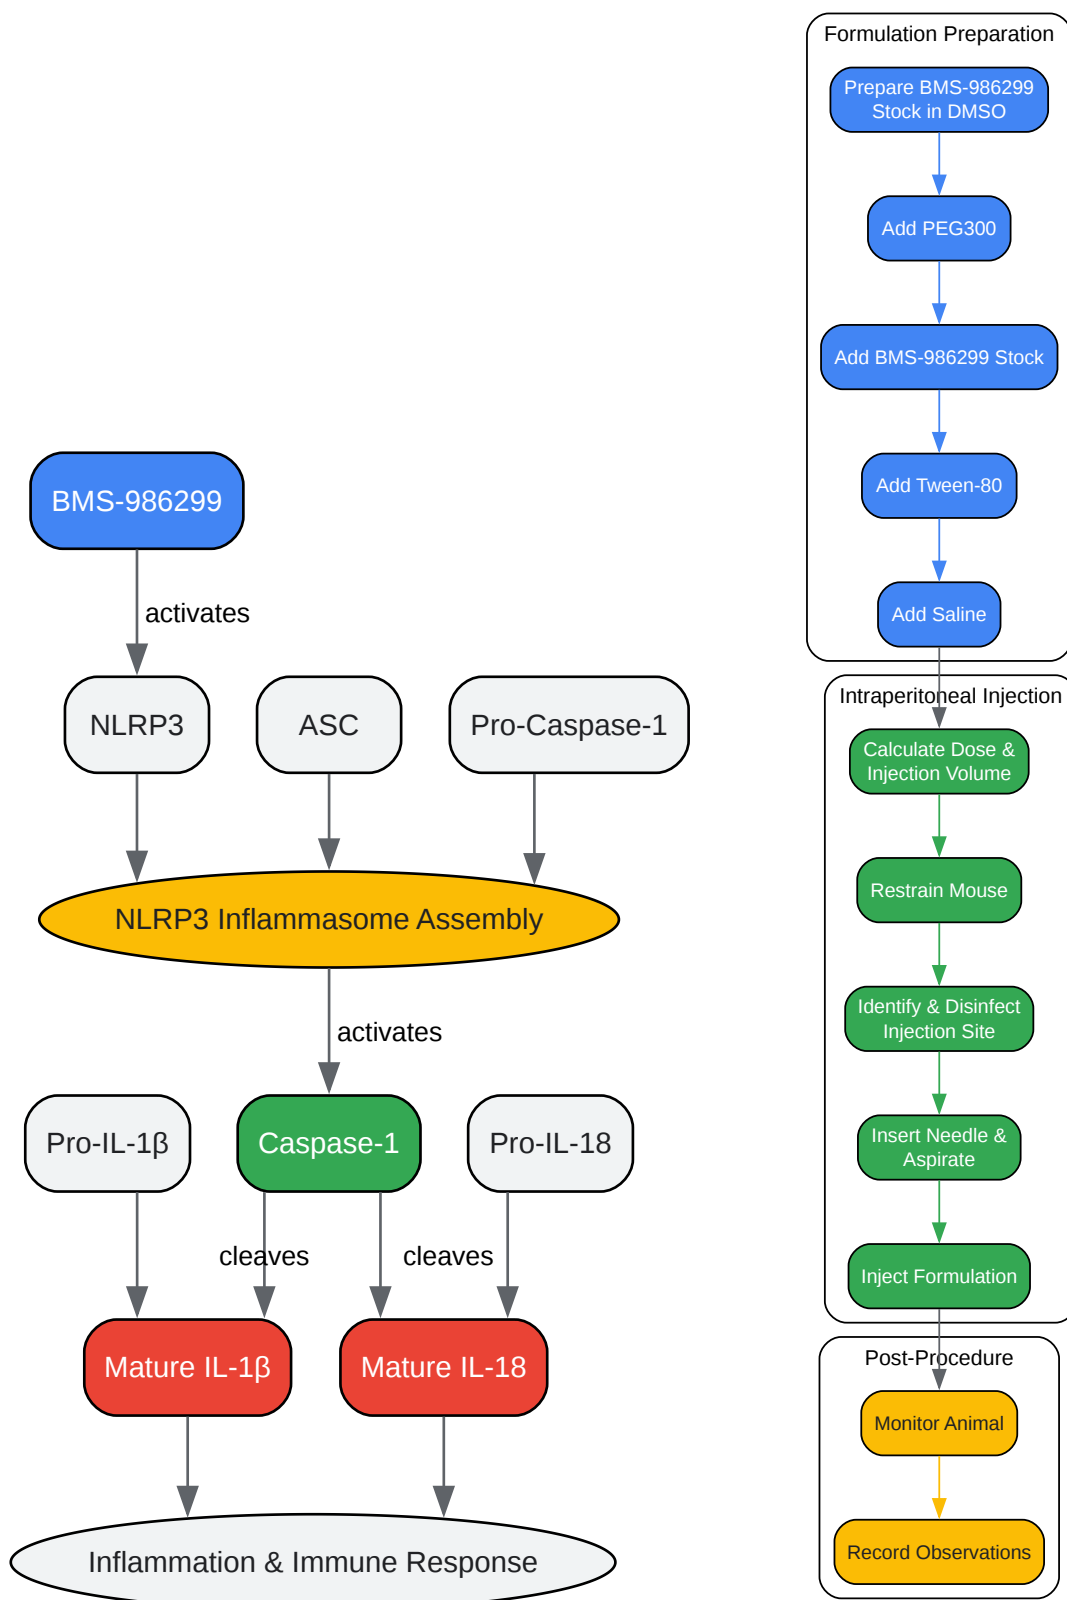 BMS-986299
activates
NLRP3
ASC
Pro-Caspase-1
NLRP3 Inflammasome Assembly
activates
Pro-IL-1β
Caspase-1
Pro-IL-18
cleaves
cleaves
Mature IL-1β
Mature IL-18
Inflammation & Immune Response
Formulation Preparation
Prepare BMS-986299
Stock in DMSO
Add PEG300
Add BMS-986299 Stock
Add Tween-80
Add Saline
Intraperitoneal Injection
Calculate Dose &
Injection Volume
Restrain Mouse
Identify & Disinfect
Injection Site
Insert Needle &
Aspirate
Inject Formulation
Post-Procedure
Monitor Animal
Record Observations